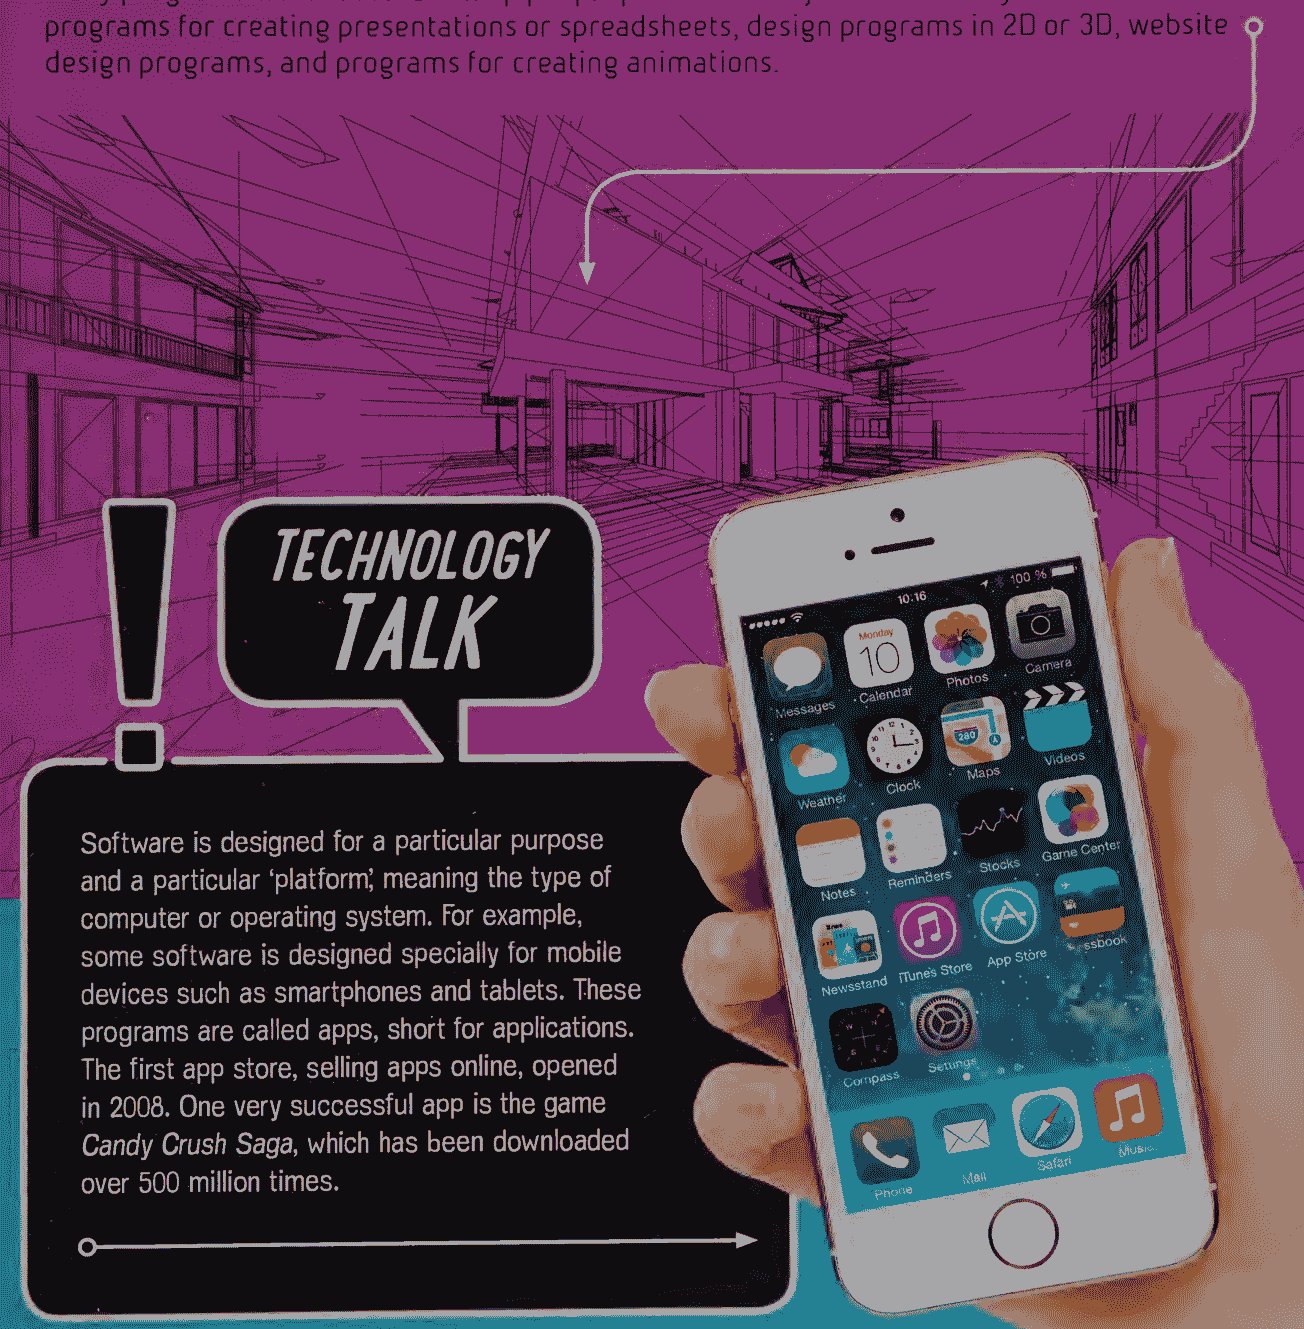 programs for creating presentations or spreadsheets, design programs in 2D or 3D, website
design programs, and programs for creating animations.
TECHNOLOGY
TALK
Software is designed for a particular purpose
and a particular ‘platform’, meaning the type of
computer or operating system. For example,
some software is designed specially for mobile
devices such as smartphones and tablets. These
programs are called apps, short for applications.
The first app store, selling apps online, opened
in 2008. One very successful app is the game
Candy Crush Saga, which has been downloaded
over 500 million times.
10:16
100 %
Monday
10
Messages
Calendar
Photos
Camera
280
Weather
Clock
Maps
Videos
Notes
Reminders
Stocks
Game Center
Newsstand
iTunes Store
App Store
Compass
Settings
Phone
Mail
Safari
Music